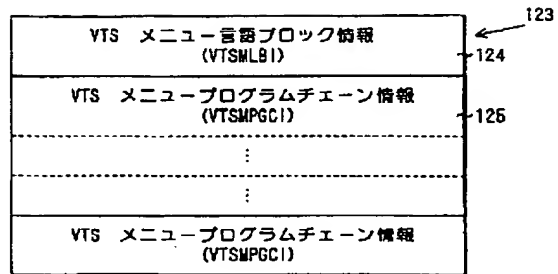 123
VTS メニュー言語ブロック情報
(VTSMLBI)
124
VTS メニュープログラムチェーン情報
(VTSMPGCI)
125
⋮
⋮
VTS メニュープログラムチェーン情報
(VTSMPGCI)